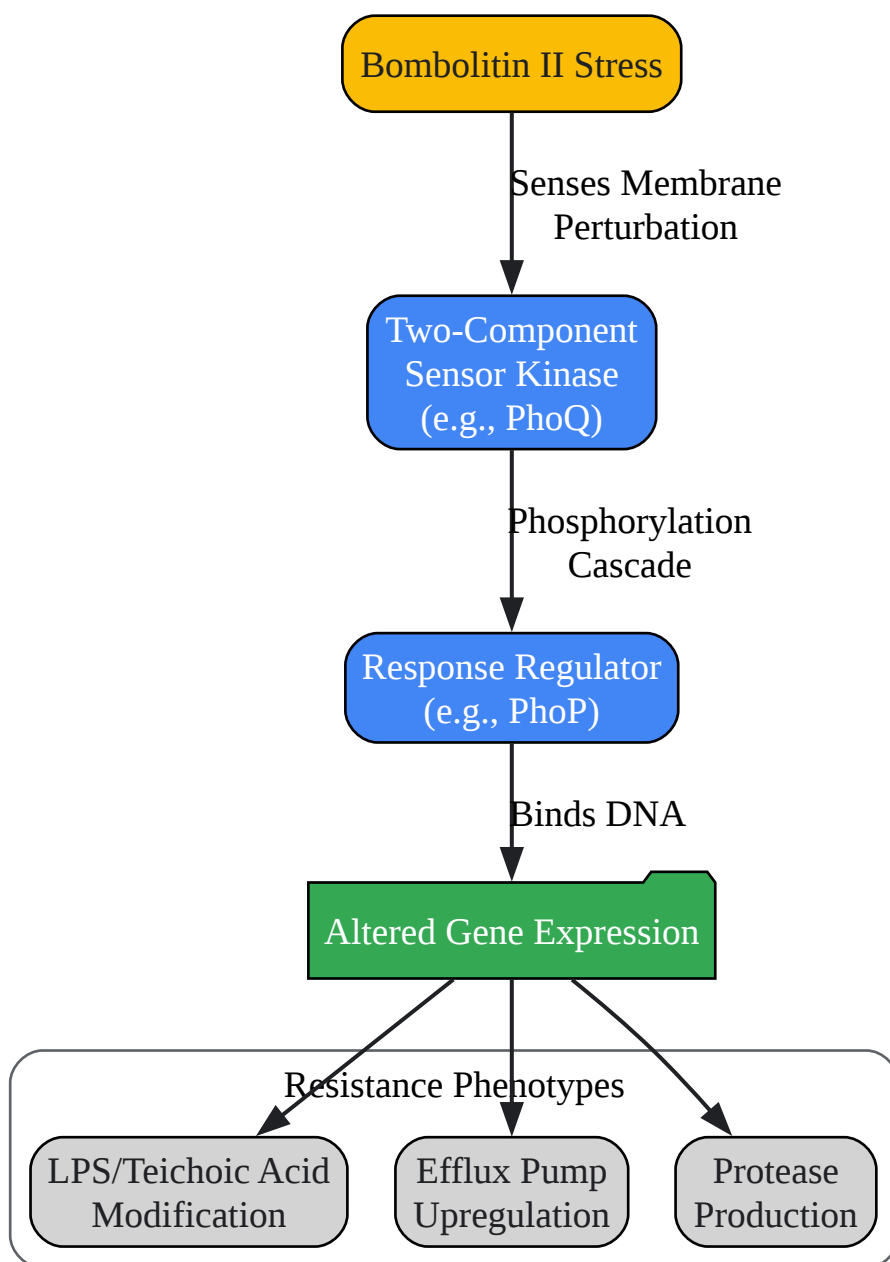 Bombolitin II Stress
Senses Membrane
Perturbation
Two-Component
Sensor Kinase
(e.g., PhoQ)
Phosphorylation
Cascade
Response Regulator
(e.g., PhoP)
Binds DNA
Altered Gene Expression
Resistance Phenotypes
LPS/Teichoic Acid
Modification
Efflux Pump
Upregulation
Protease
Production